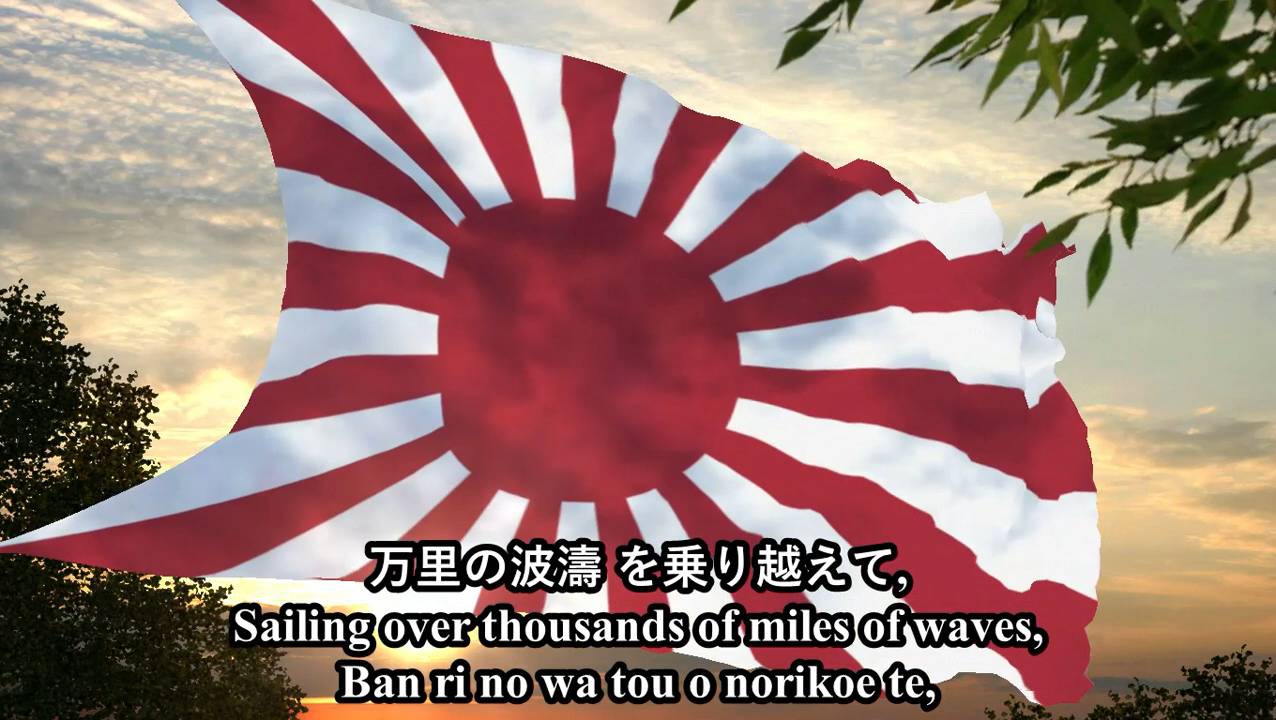 万里の波濤 を乗り越えて,
Sailing over thousands of miles of waves,
Ban ri no wa tou o norikoe te,